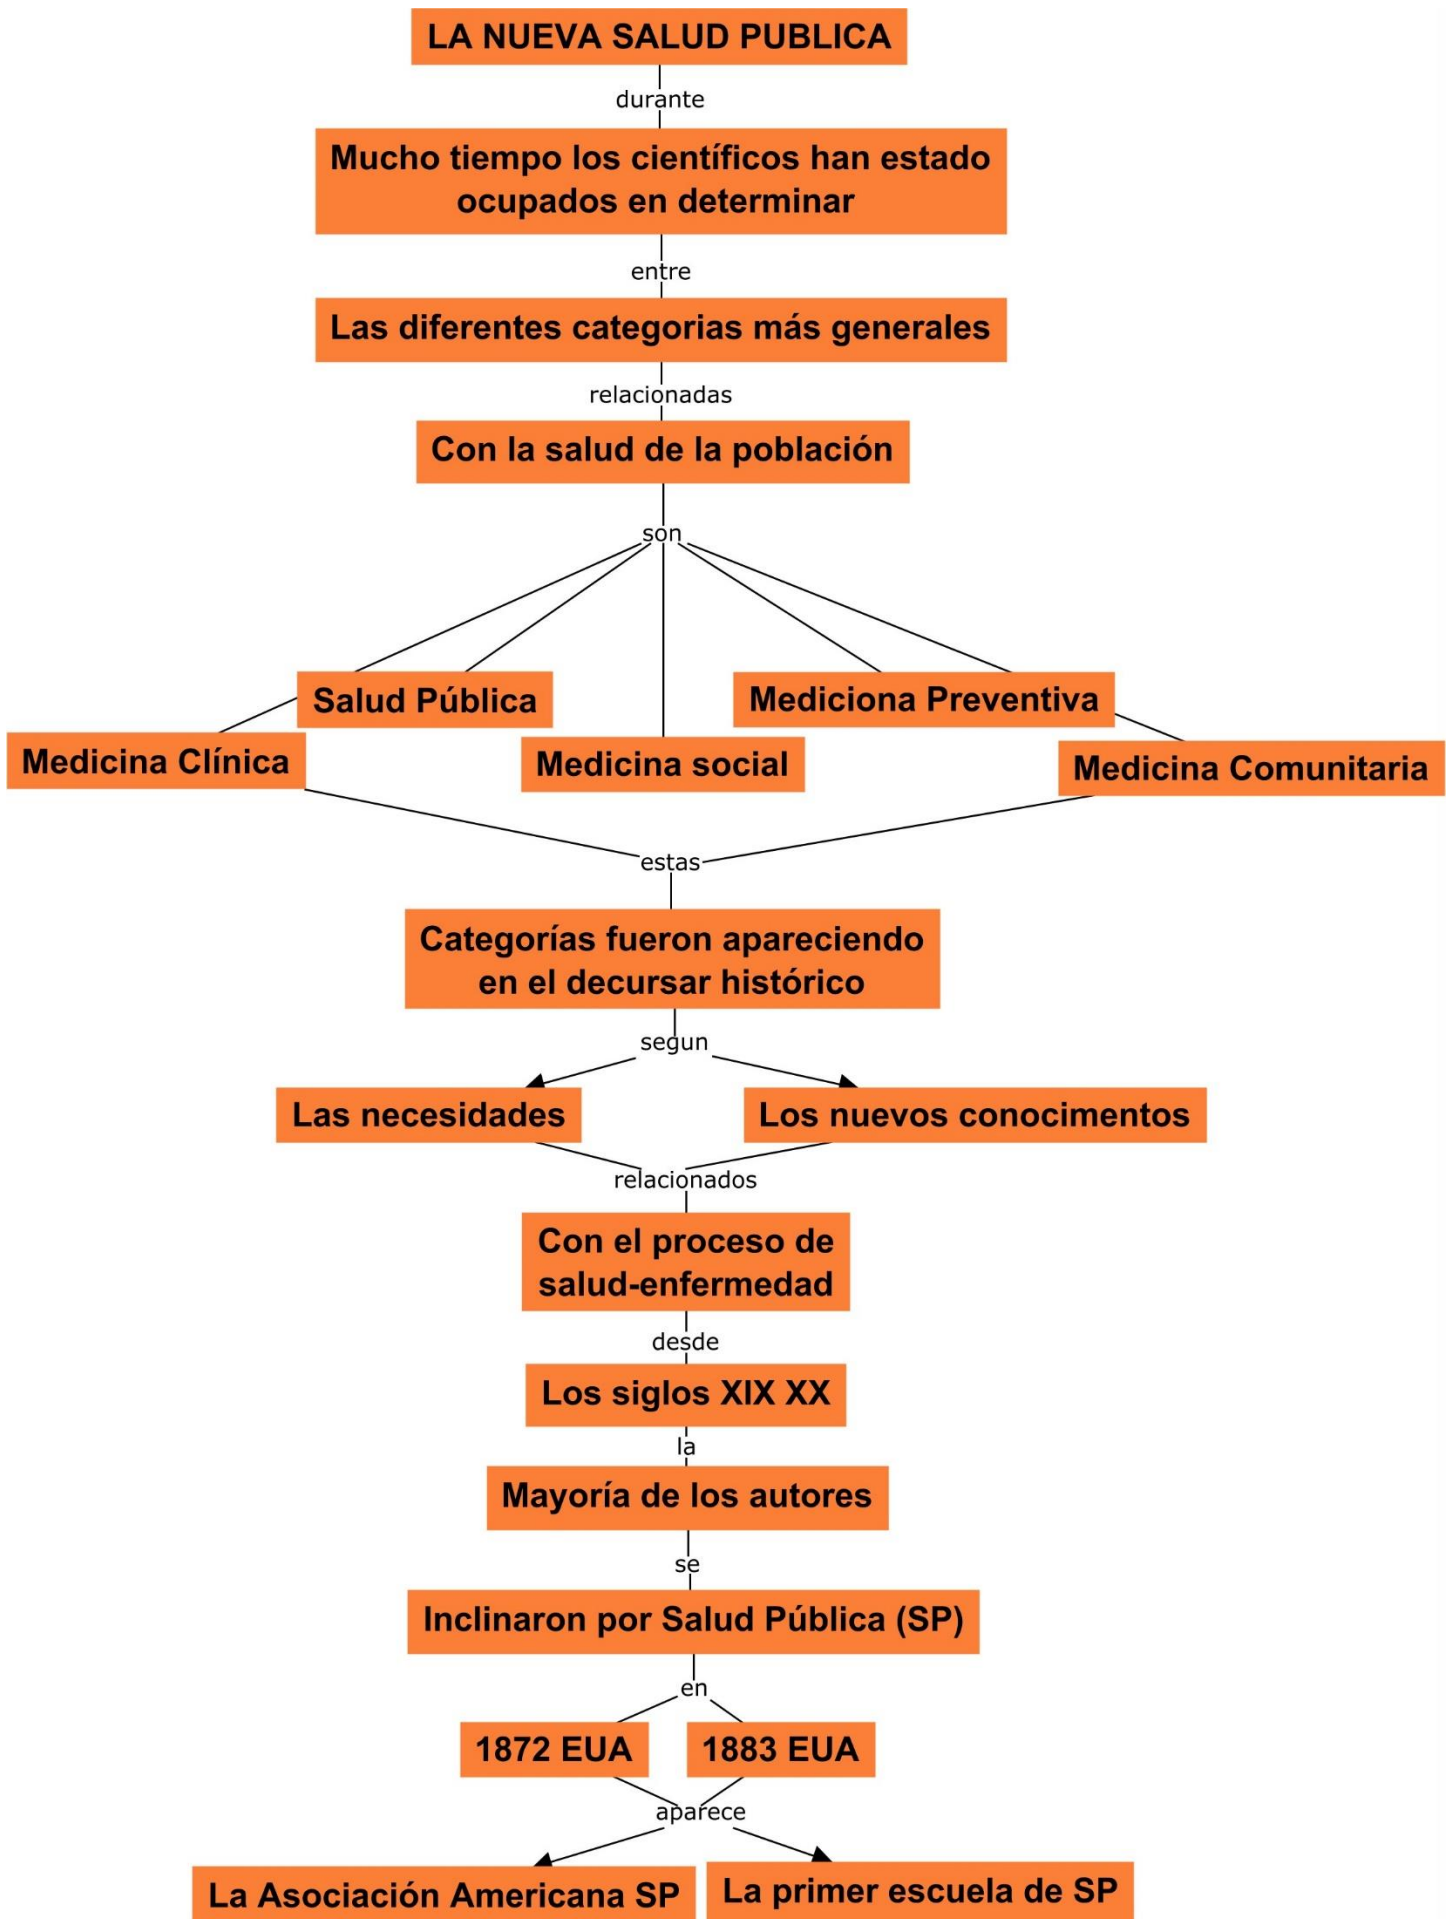 LA NUEVA SALUD PUBLICA
durante
Mucho tiempo los científicos han estado
ocupados en determinar
entre
Las diferentes categorias más generales
relacionadas
Con la salud de la población
son
Salud Pública
Mediciona Preventiva
Medicina Clínica
Medicina social
Medicina Comunitaria
estas
Categorías fueron apareciendo
en el decursar histórico
segun
Las necesidades
Los nuevos conocimentos
relacionados
Con el proceso de
salud-enfermedad
desde
Los siglos XIX XX
la
Mayoría de los autores
se
Inclinaron por Salud Pública (SP)
en
1872 EUA
1883 EUA
aparece
La Asociación Americana SP
La primer escuela de SP